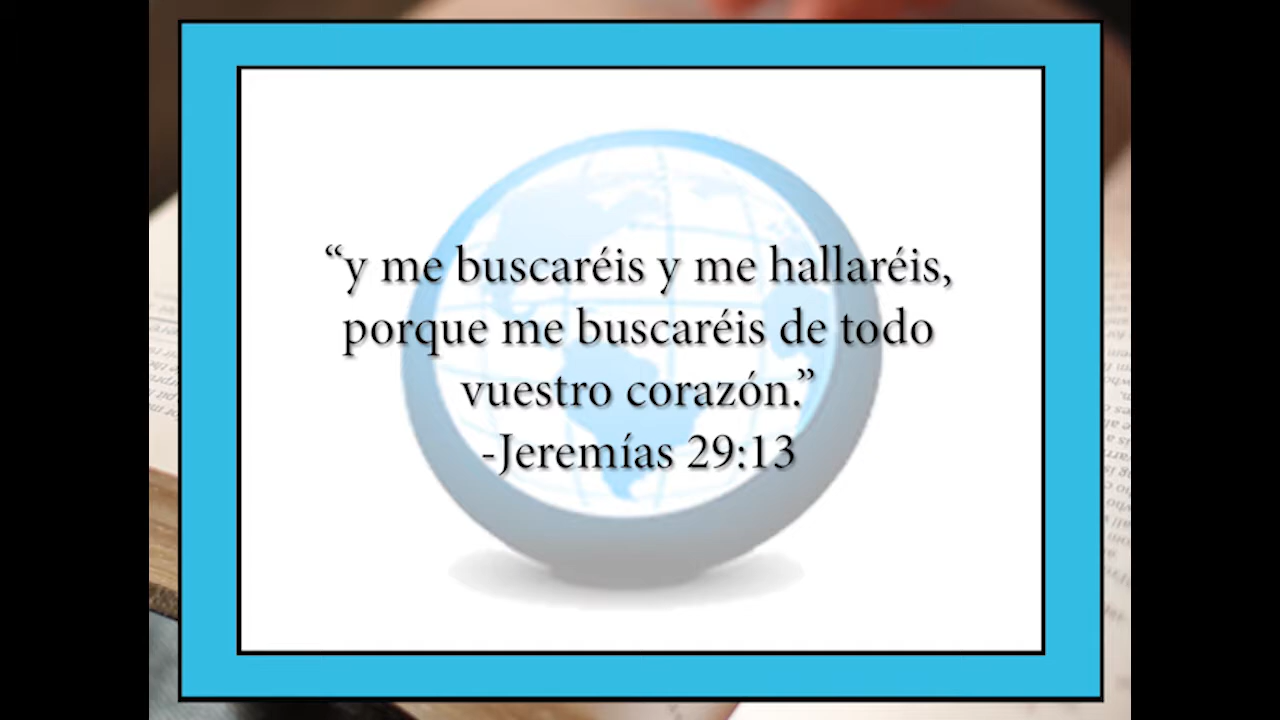 “y me buscaréis y me hallaréis,
porque me buscaréis de todo
vuestro corazón.”
-Jeremías 29:13